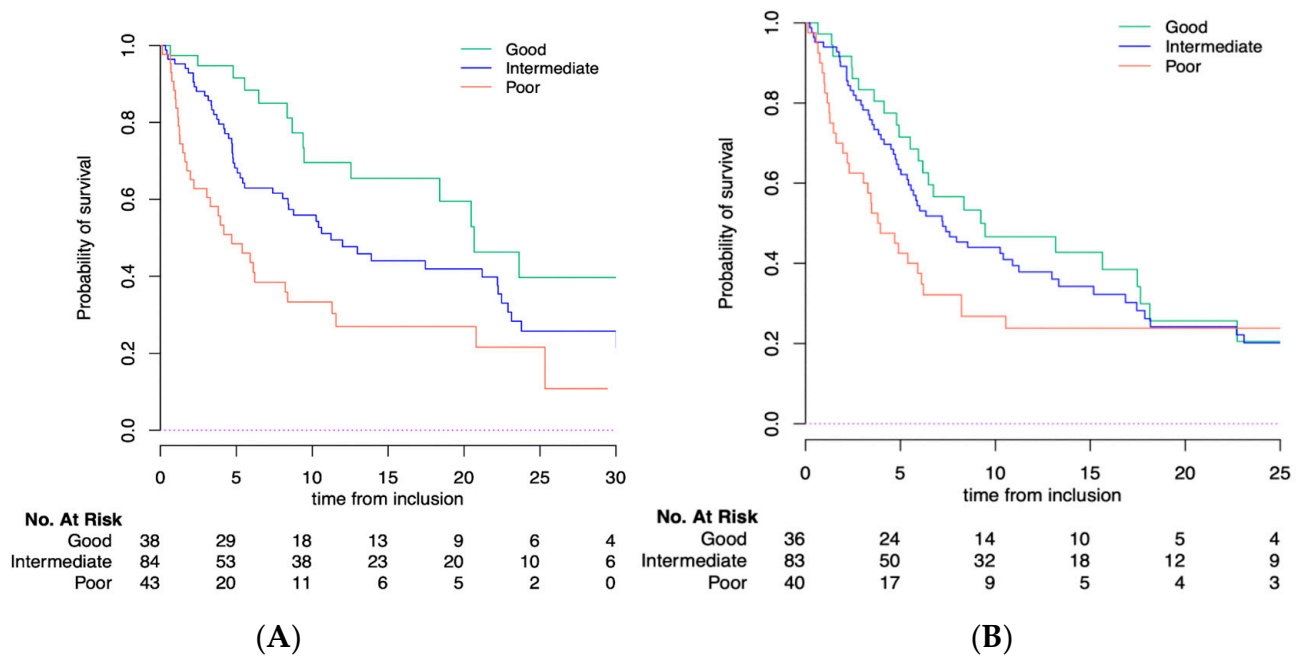 Good
Intermediate
Poor
Probability of survival
1.0
0.8
0.6
0.4
0.2
0.0
0 5 10 15 20 25 30
time from inclusion
No. At Risk
Good 38 29 18 13 9 6 4
Intermediate 84 53 38 23 20 10 6
Poor 43 20 11 6 5 2 0
(A)
Good
Intermediate
Poor
Probability of survival
1.0
0.8
0.6
0.4
0.2
0.0
0 5 10 15 20 25
time from inclusion
No. At Risk
Good 36 24 14 10 5 4
Intermediate 83 50 32 18 12 9
Poor 40 17 9 5 4 3
(B)